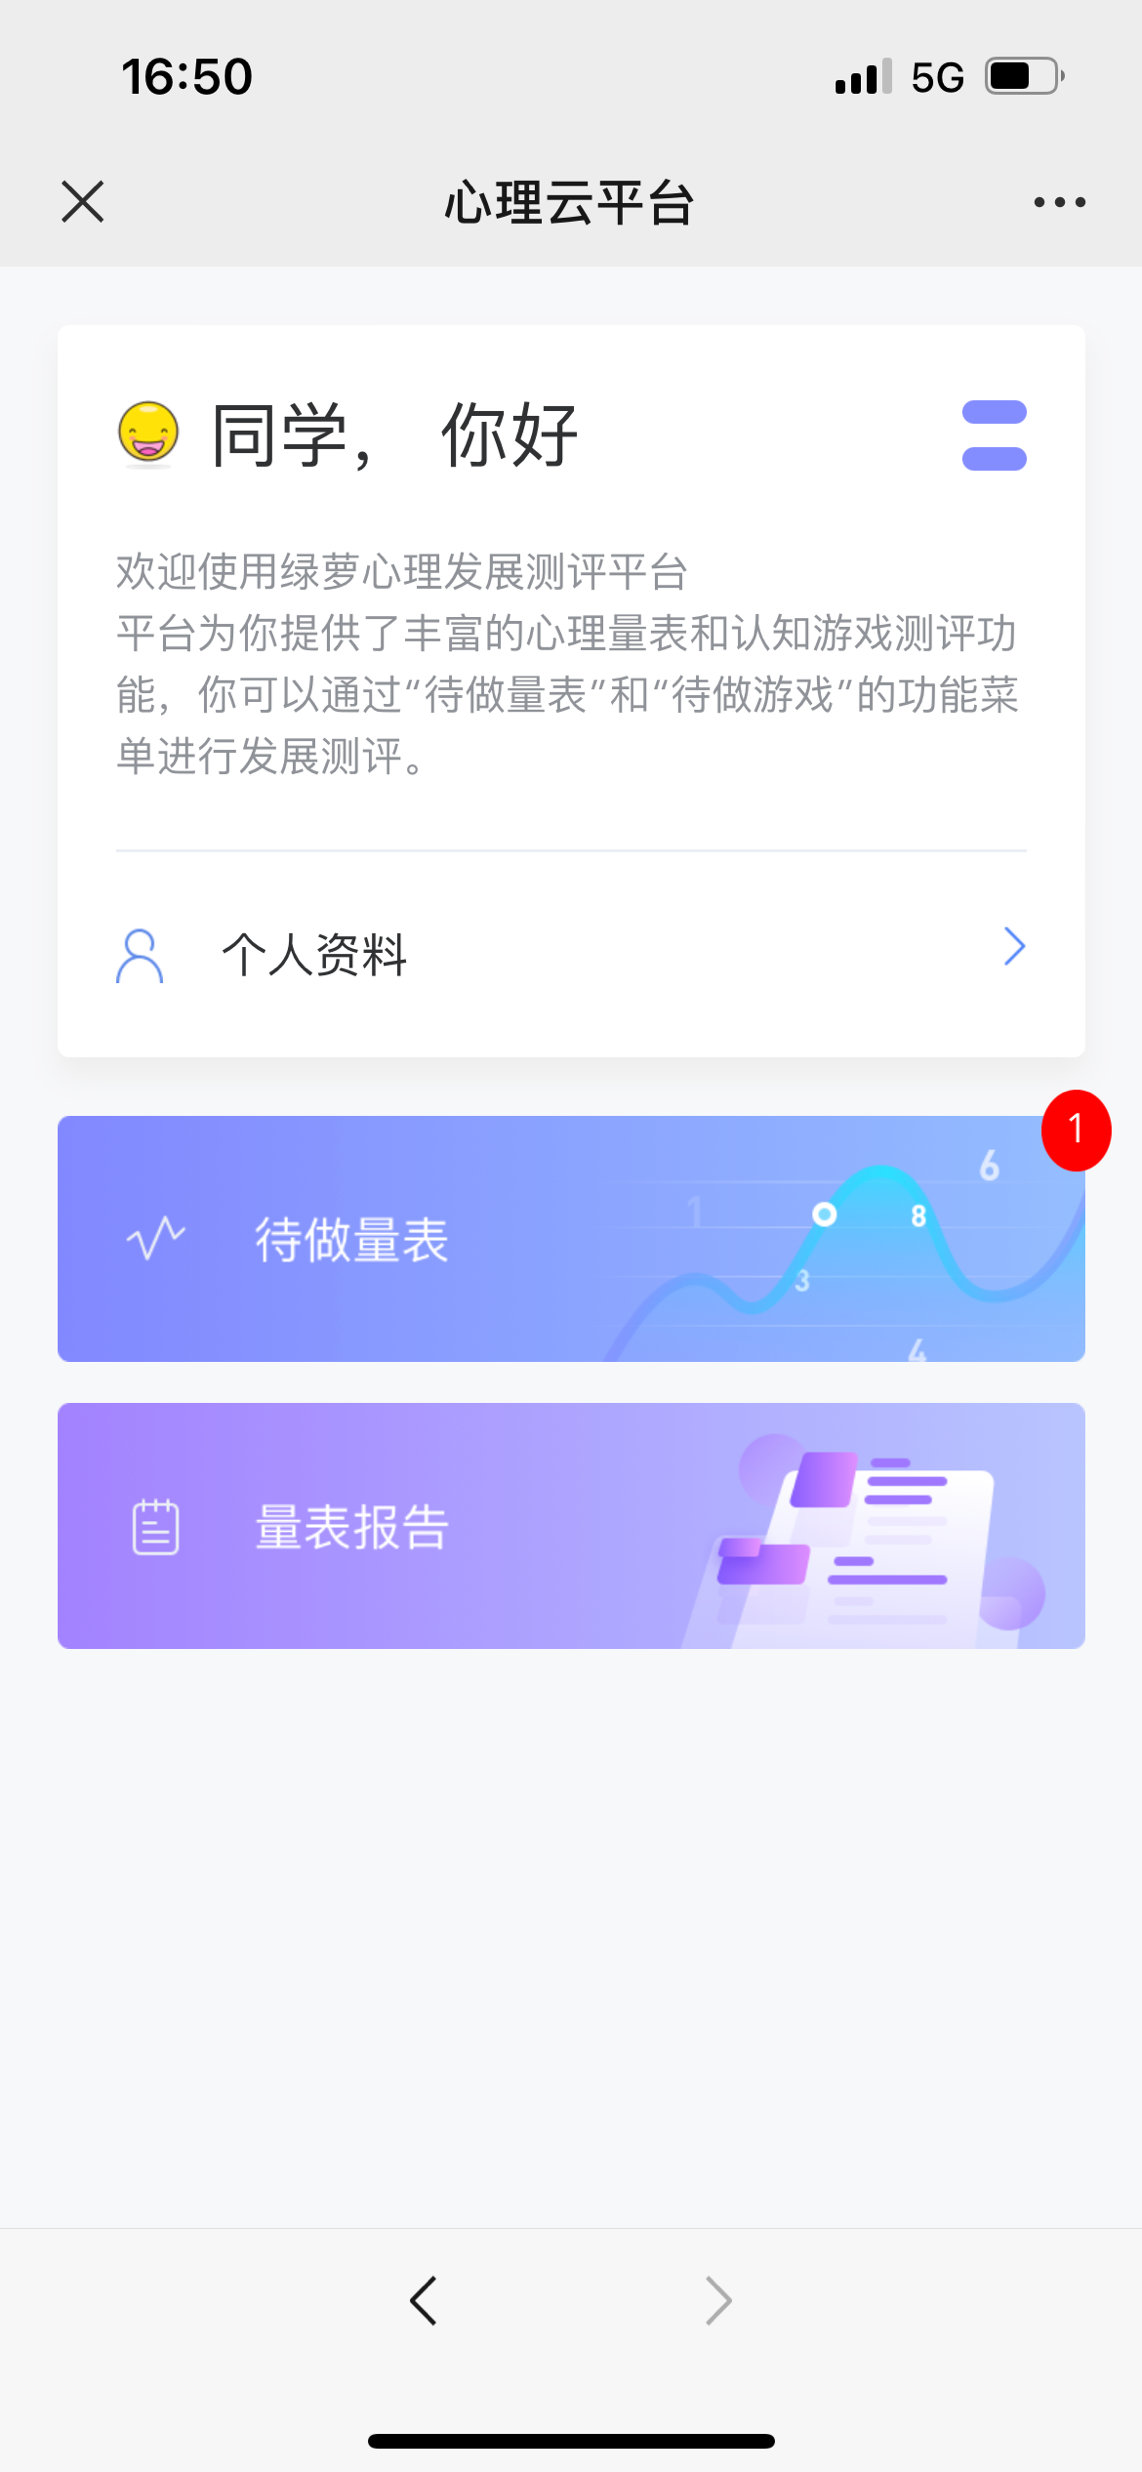 16:50
5G
心理云平台
同学， 你好
欢迎使用绿萝心理发展测评平台
平台为你提供了丰富的心理量表和认知游戏测评功
能，你可以通过“待做量表”和“待做游戏”的功能菜
单进行发展测评。
个人资料
1
待做量表
1
3
8
6
4
量表报告